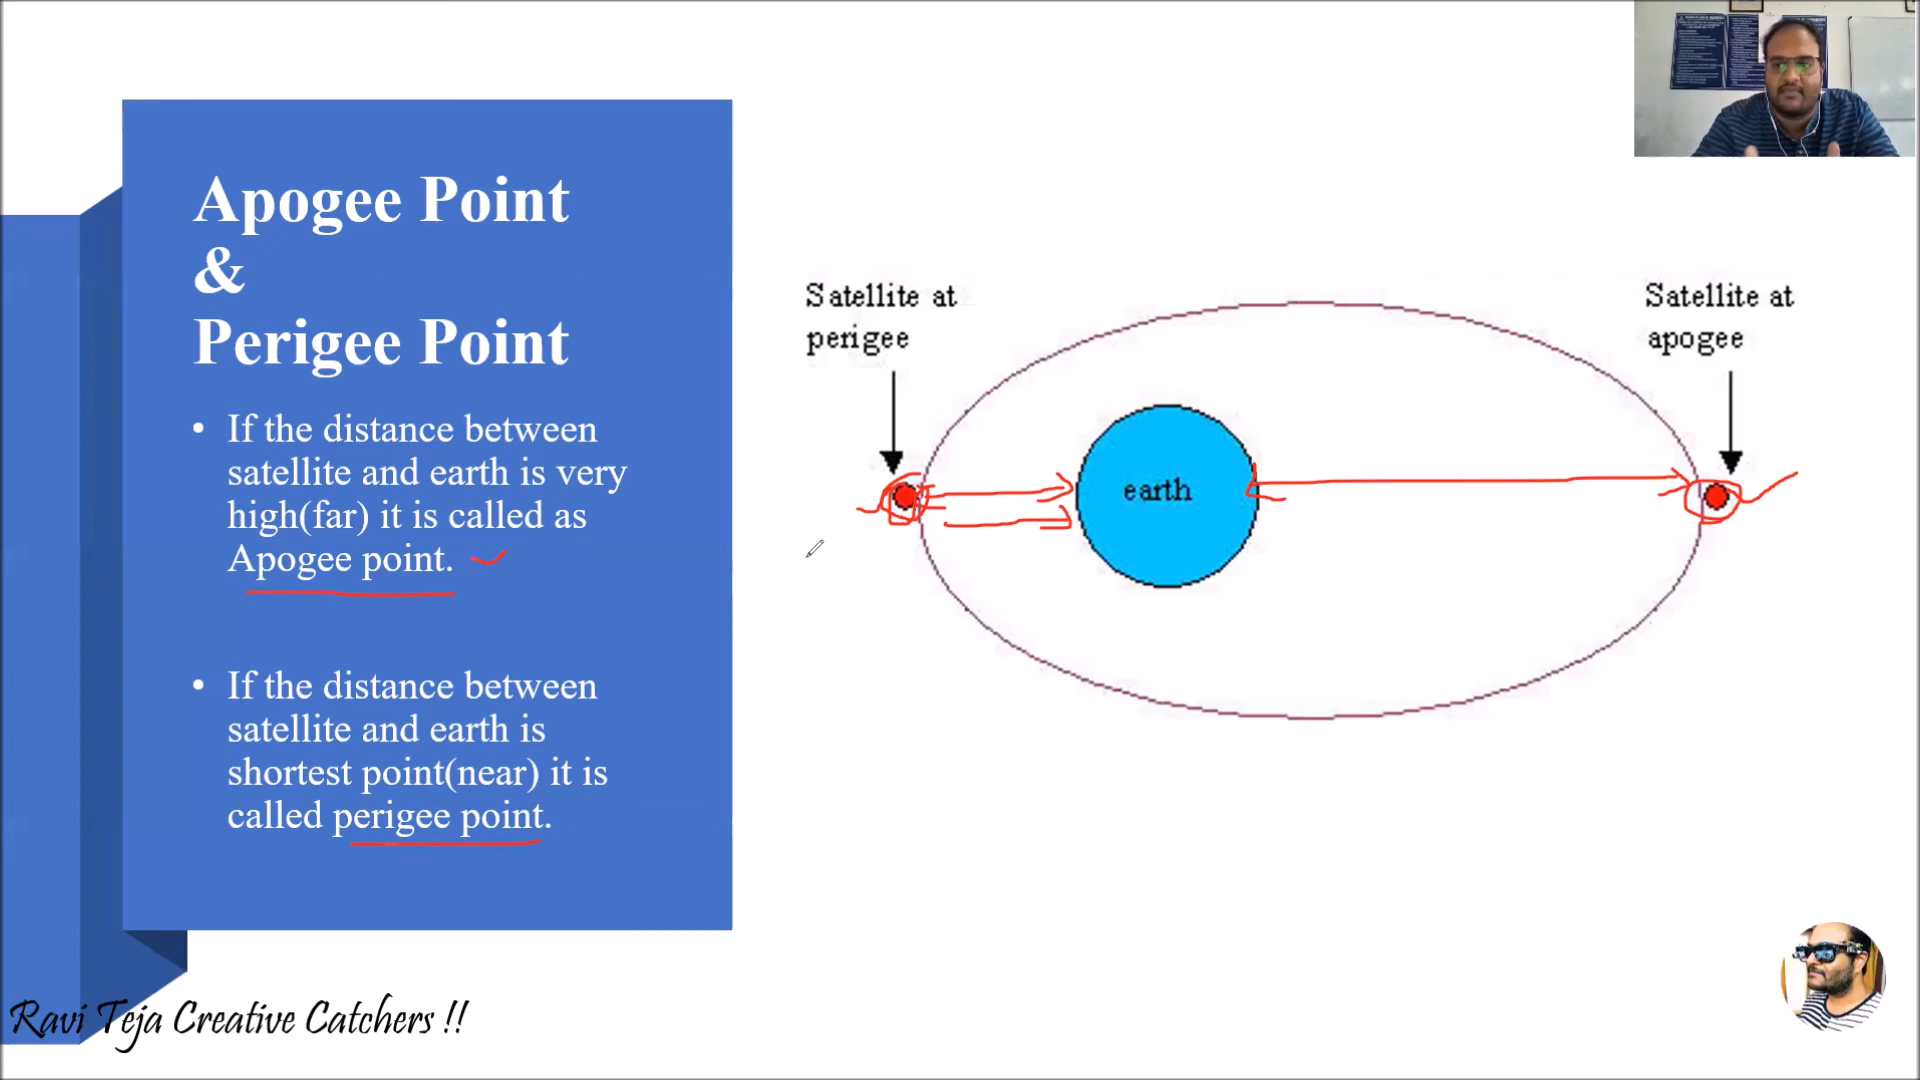 Apogee Point
&
Perigee Point
• If the distance between
satellite and earth is very
high(far) it is called as
Apogee point.
• If the distance between
satellite and earth is
shortest point(near) it is
called perigee point.
Satellite at
perigee
Satellite at
apogee
earth
Ravi Teja Creative Catchers !!